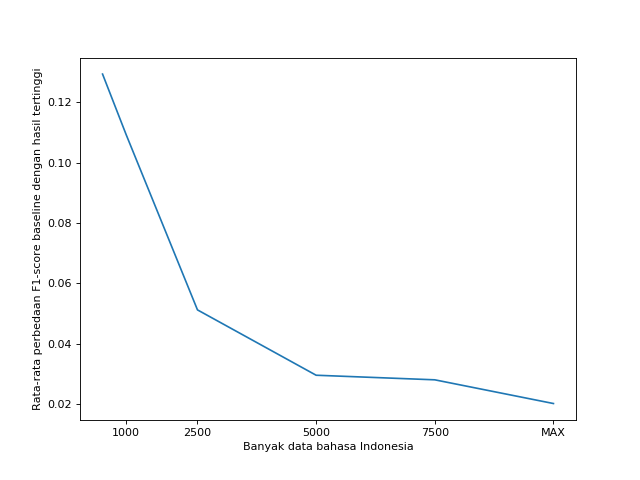 Rata-rata perbedaan F1-score baseline dengan hasil tertinggi
0.12
0.10
0.08
0.06
0.04
0.02
1000 2500 5000 7500 MAX
Banyak data bahasa Indonesia